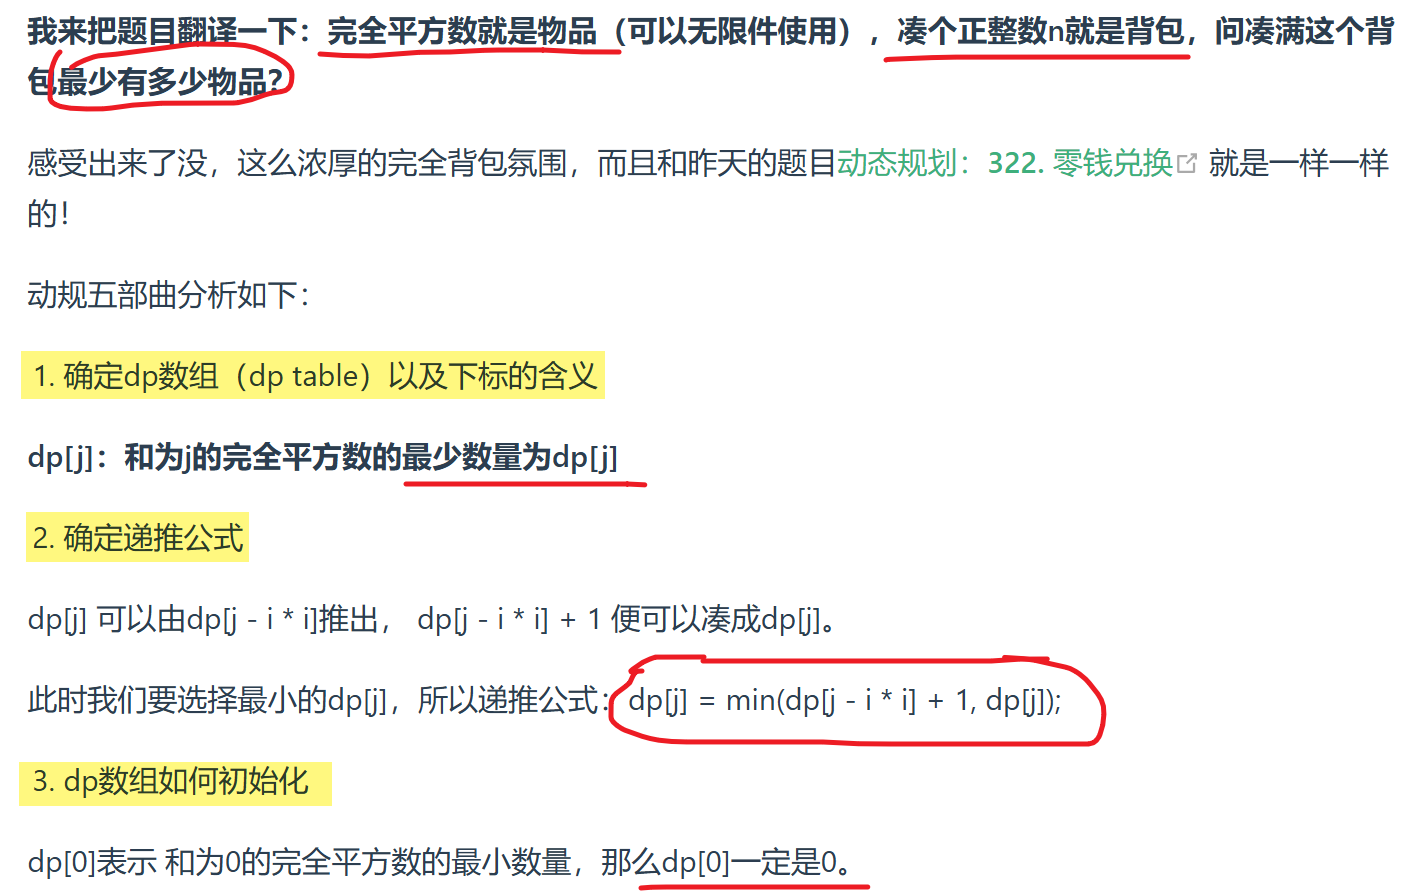 我来把题目翻译一下：完全平方数就是物品（可以无限件使用），凑个正整数n就是背包，问凑满这个背
包最少有多少物品？
感受出来了没，这么浓厚的完全背包氛围，而且和昨天的题目动态规划：322. 零钱兑换 就是一样一样
的！
动规五部曲分析如下：
1. 确定dp数组（dp table）以及下标的含义
dp[j]：和为j的完全平方数的最少数量为dp[j]
2. 确定递推公式
dp[j] 可以由dp[j - i * i]推出， dp[j - i * i] + 1 便可以凑成dp[j]。
此时我们要选择最小的dp[j]，所以递推公式：dp[j] = min(dp[j - i * i] + 1, dp[j]);
3. dp数组如何初始化
dp[0]表示 和为0的完全平方数的最小数量，那么dp[0]一定是0。